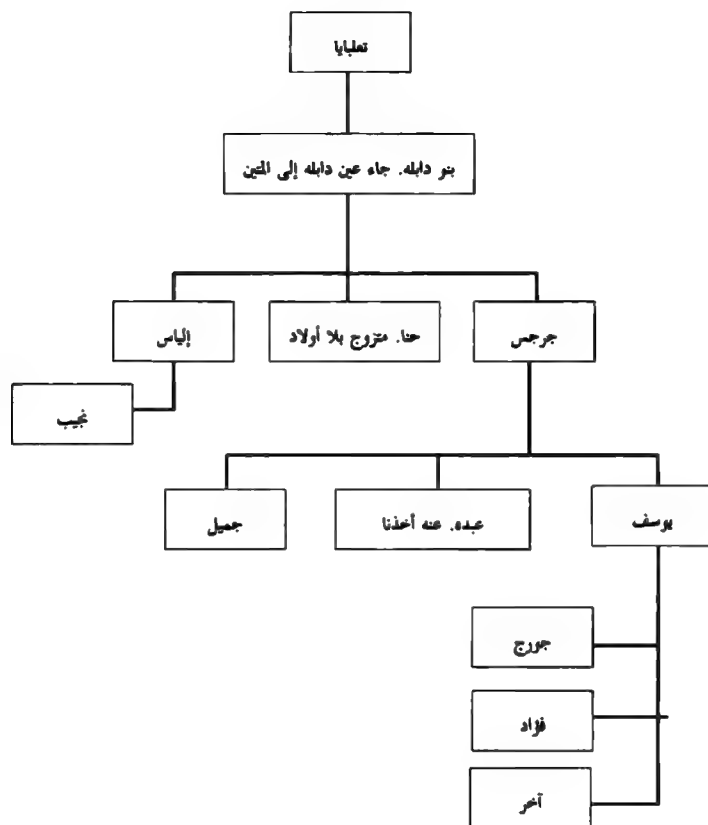 تعلبايا
بنو دابله. جاء عين دابله إلى المتين
جرجس
حنا. متزوج بلا أولاد
إلياس
نجيب
يوسف
عبده. عنه أخذنا
جميل
جورج
فؤاد
آخر